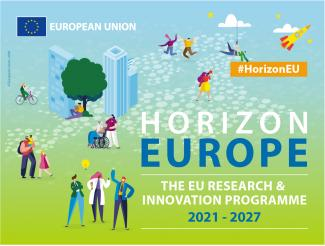 EUROPEAN UNION
#HorizonEU
HORIZON
EUROPE
THE EU RESEARCH &
INNOVATION PROGRAMME
2021 - 2027